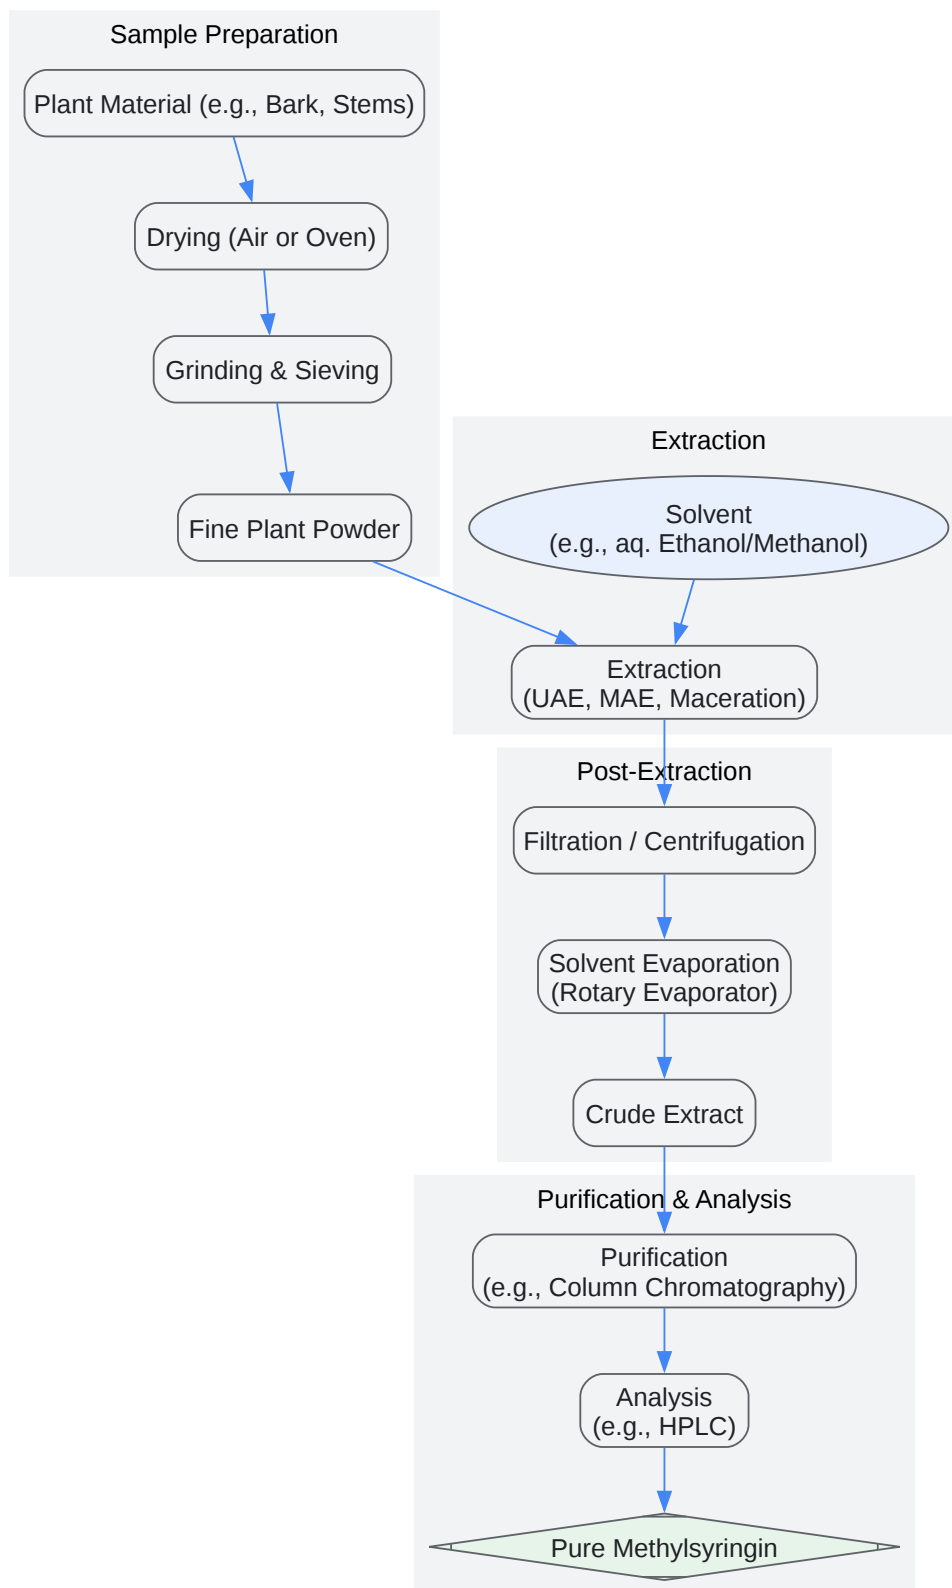 Sample Preparation
Plant Material (e.g., Bark, Stems)
Drying (Air or Oven)
Grinding & Sieving
Fine Plant Powder
Extraction
Solvent
(e.g., aq. Ethanol/Methanol)
Extraction
(UAE, MAE, Maceration)
Post-Extraction
Filtration / Centrifugation
Solvent Evaporation
(Rotary Evaporator)
Crude Extract
Purification & Analysis
Purification
(e.g., Column Chromatography)
Analysis
(e.g., HPLC)
Pure Methylsyringin